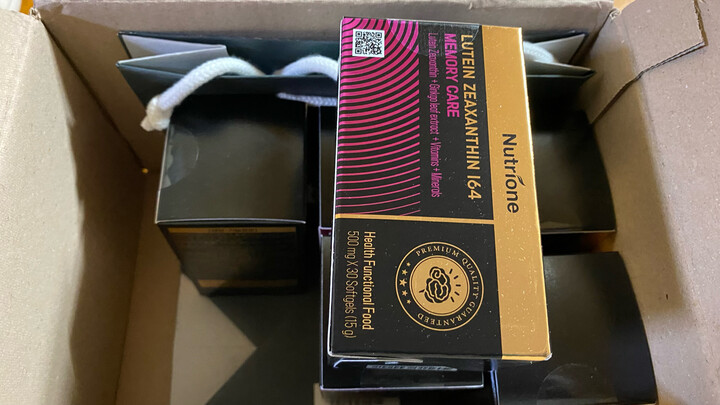 Nutrione
LUTEIN ZEAXANTHIN 164
MEMORY CARE
Lutein Zeaxanthin + Ginkgo leaf extract + Vitamins + Minerals
PREMIUM QUALITY
GUARANTEED
Health Functional Food
500 mg X 30 Softgels (15 g)